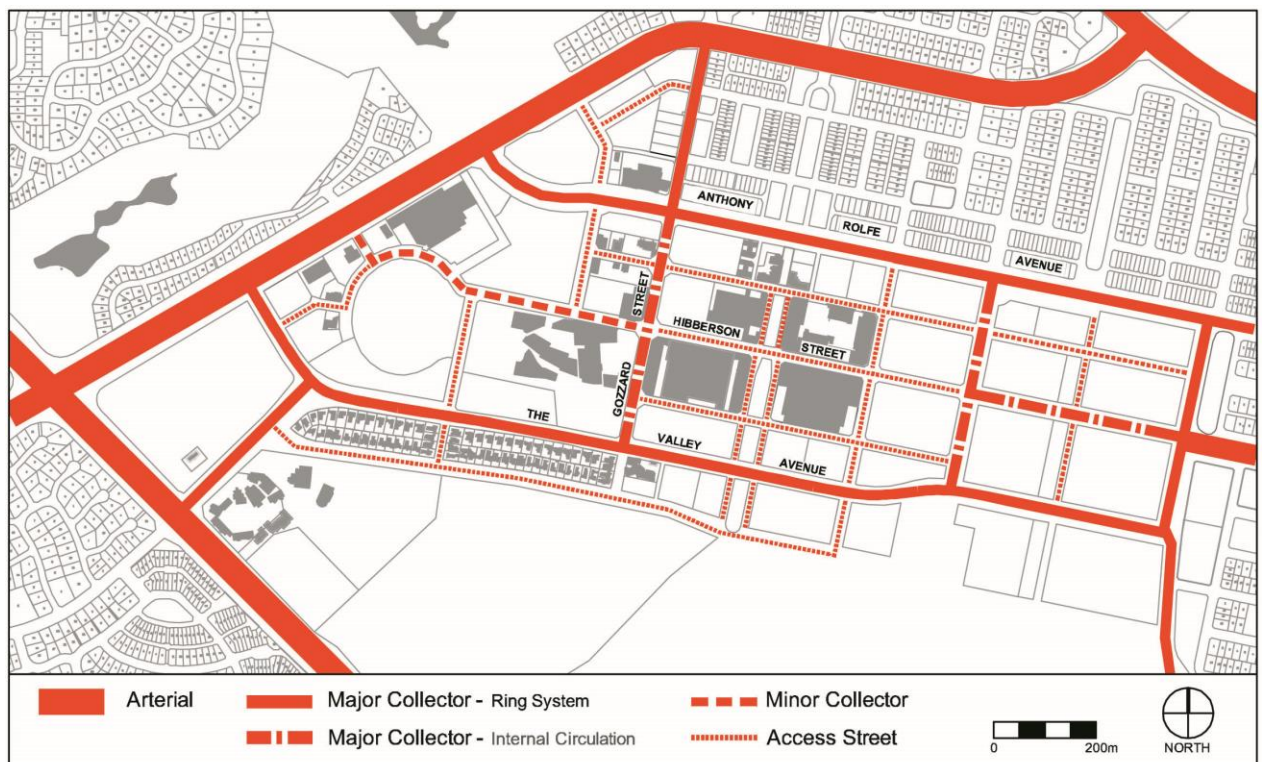 ANTHONY
ROLFE
AVENUE
STREET
HIBBERSON
STREET
GOZZARD
THE
VALLEY
AVENUE
Arterial
Major Collector - Ring System
Minor Collector
Major Collector - Internal Circulation
Access Street
0 200m
NORTH